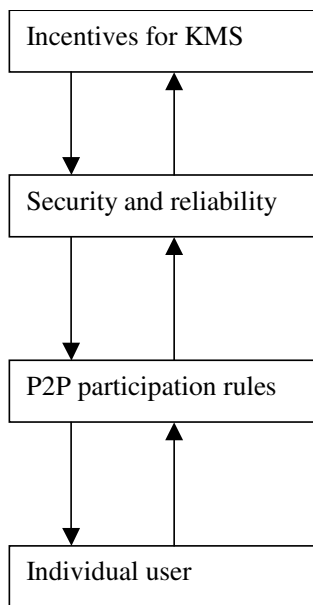 Incentives for KMS
Security and reliability
P2P participation rules
Individual user